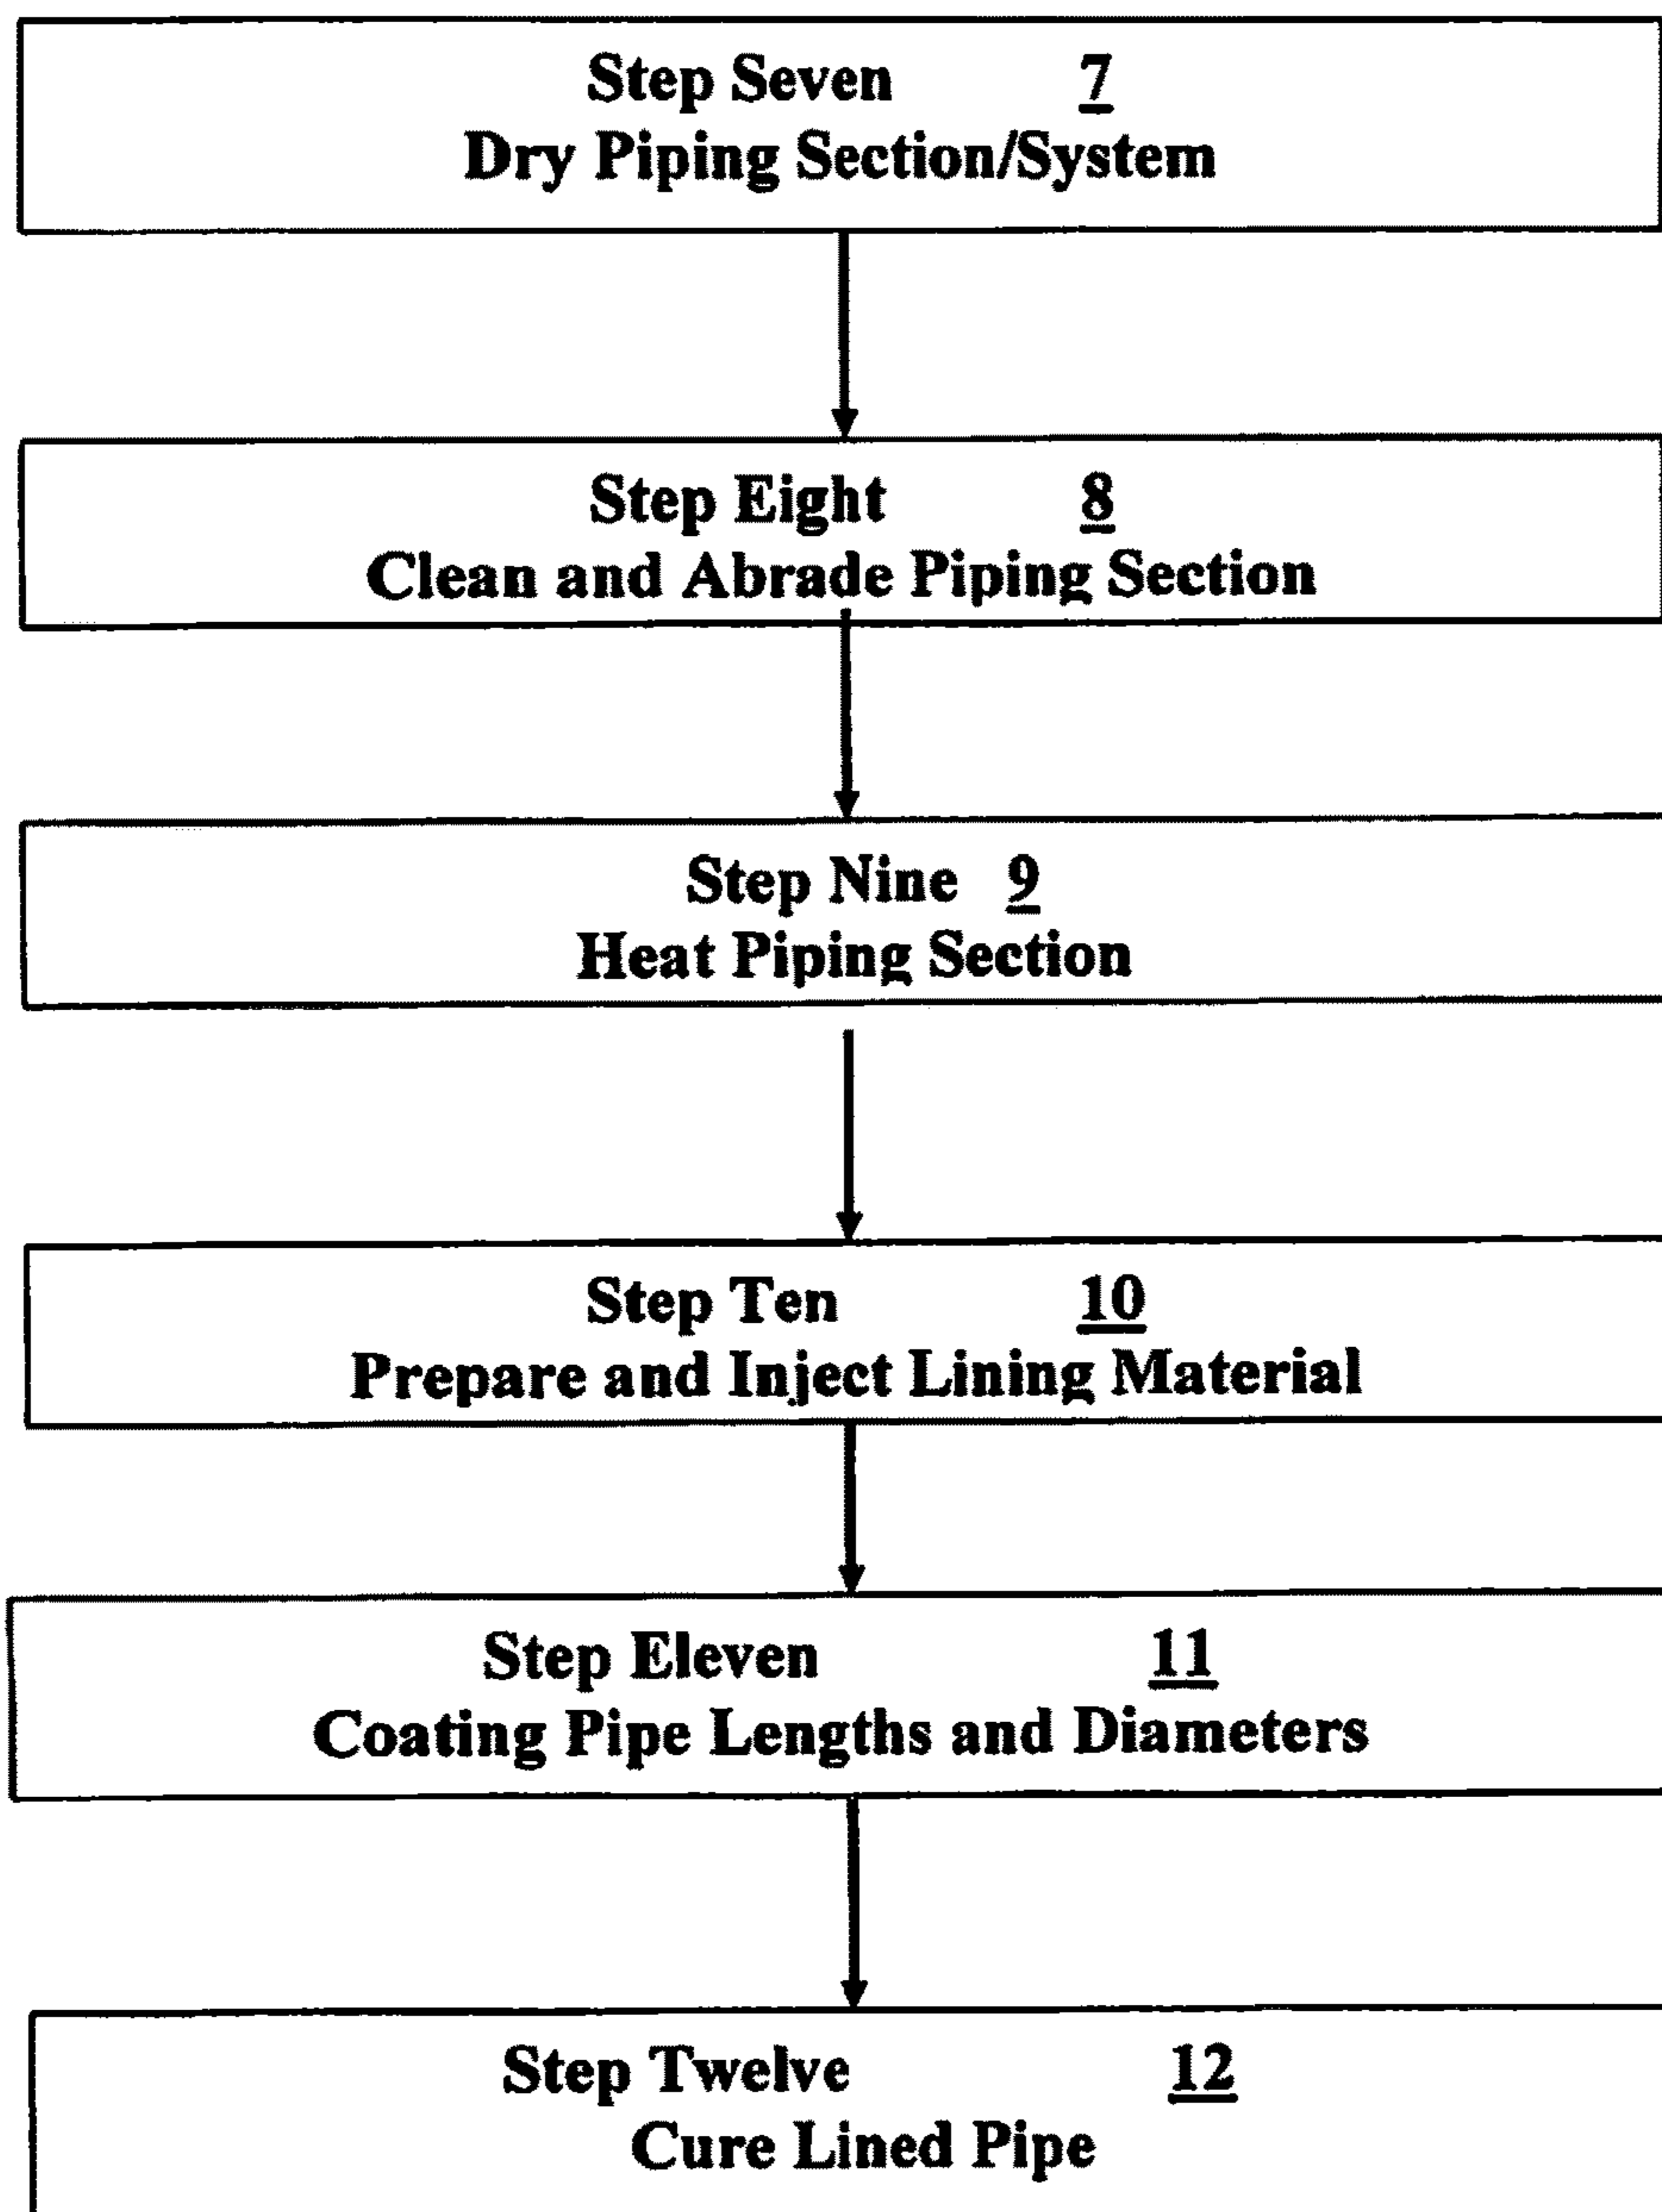 Step Seven 7
Dry Piping Section/System
Step Eight 8
Clean and Abrade Piping Section
Step Nine 9
Heat Piping Section
Step Ten 10
Prepare and Inject Lining Material
Step Eleven 11
Coating Pipe Lengths and Diameters
Step Twelve 12
Cure Lined Pipe